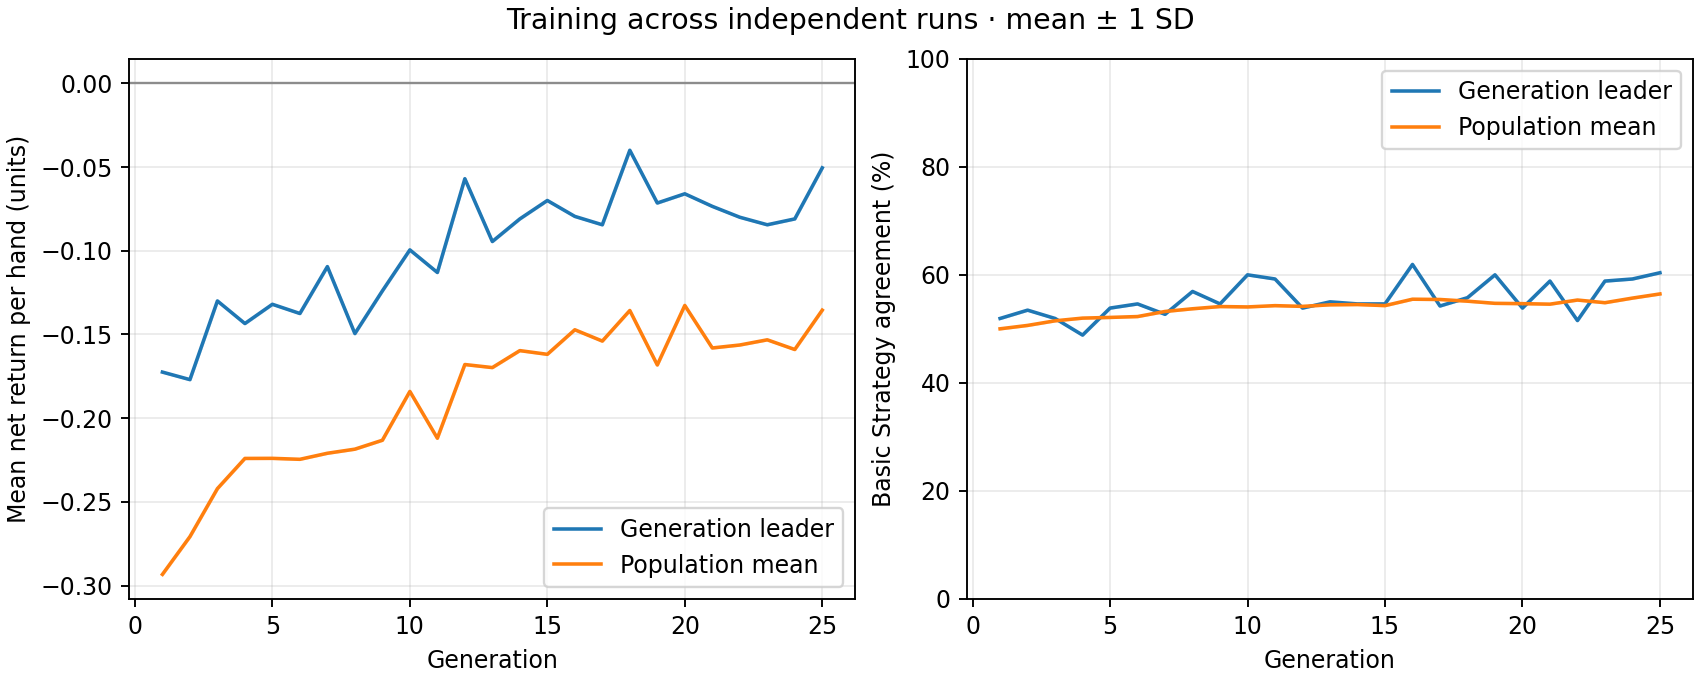 Training across independent runs · mean ± 1 SD
Mean net return per hand (units)
0.00
−0.05
−0.10
−0.15
−0.20
−0.25
−0.30
0
5
10
15
20
25
Generation
Generation leader
Population mean
Basic Strategy agreement (%)
100
80
60
40
20
0
0
5
10
15
20
25
Generation
Generation leader
Population mean